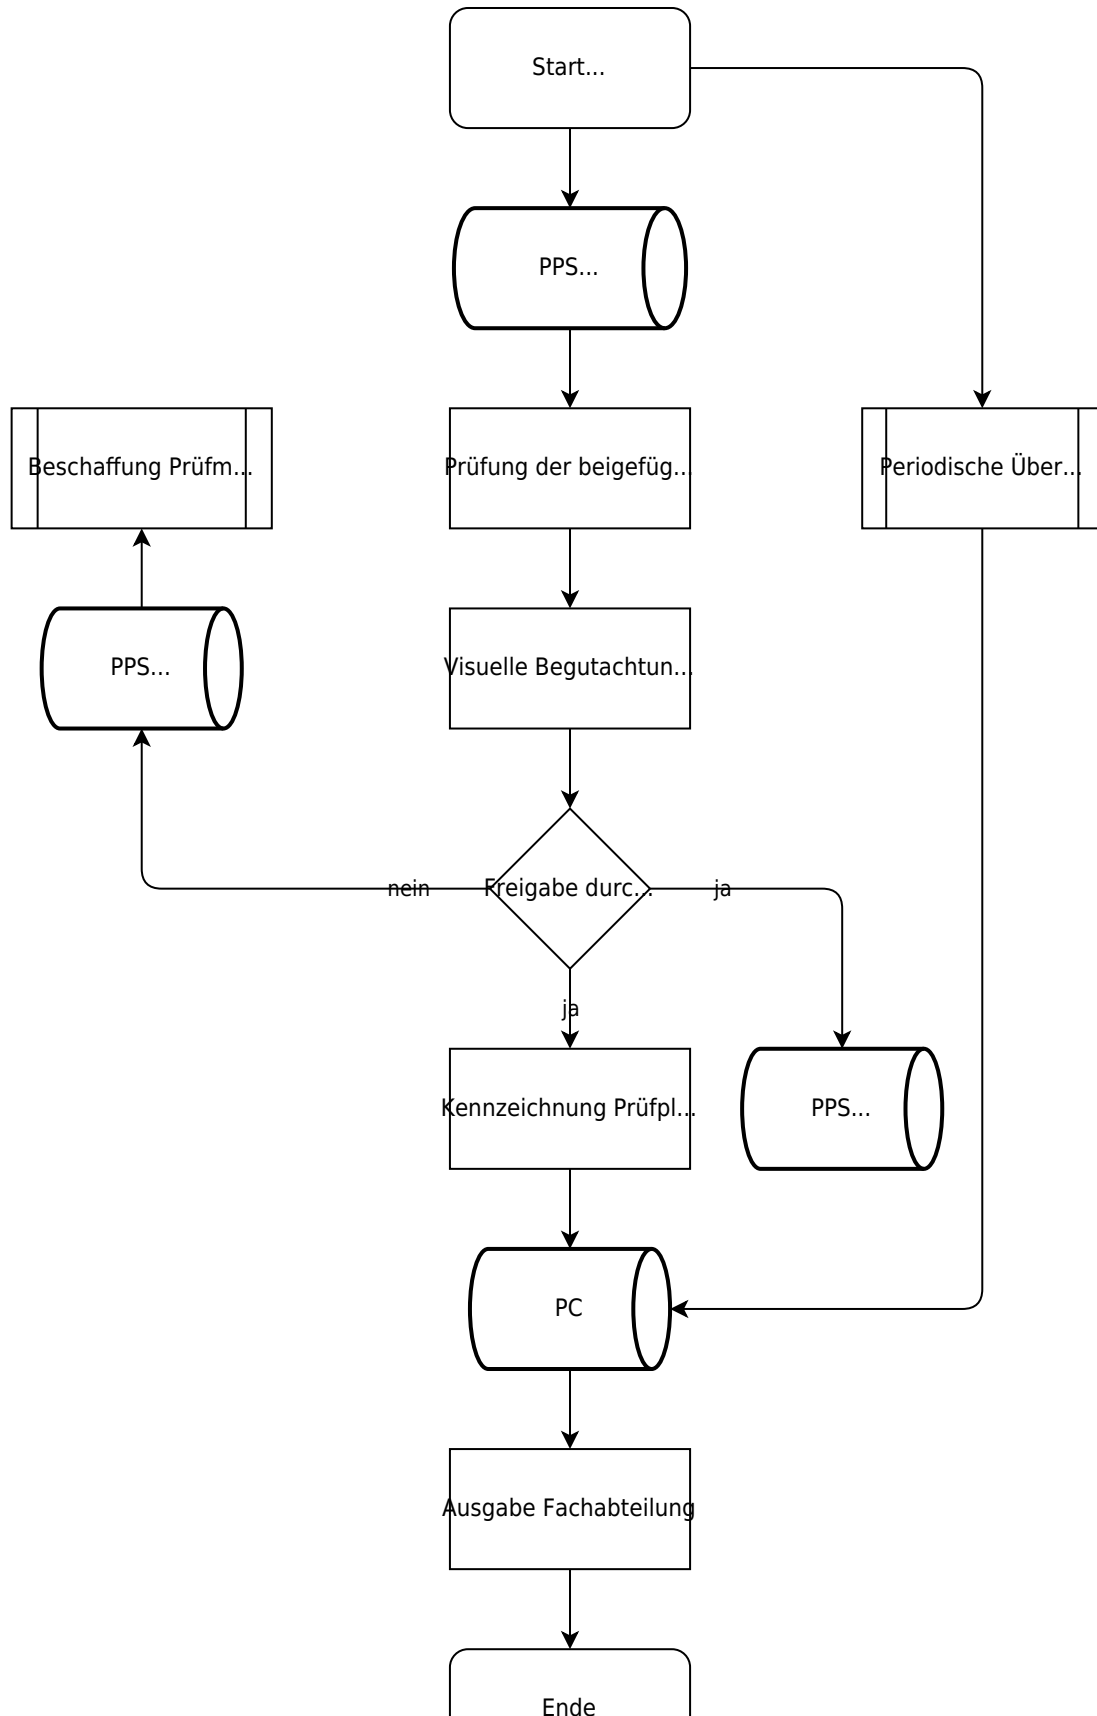 Start...
PPS...
Beschaffung Prüfm...
Prüfung der beigefüg...
Periodische Über...
PPS...
Visuelle Begutachtun...
nein
Freigabe durc...
ja
ja
Kennzeichnung Prüfpl...
PPS...
PC
Ausgabe Fachabteilung
Ende